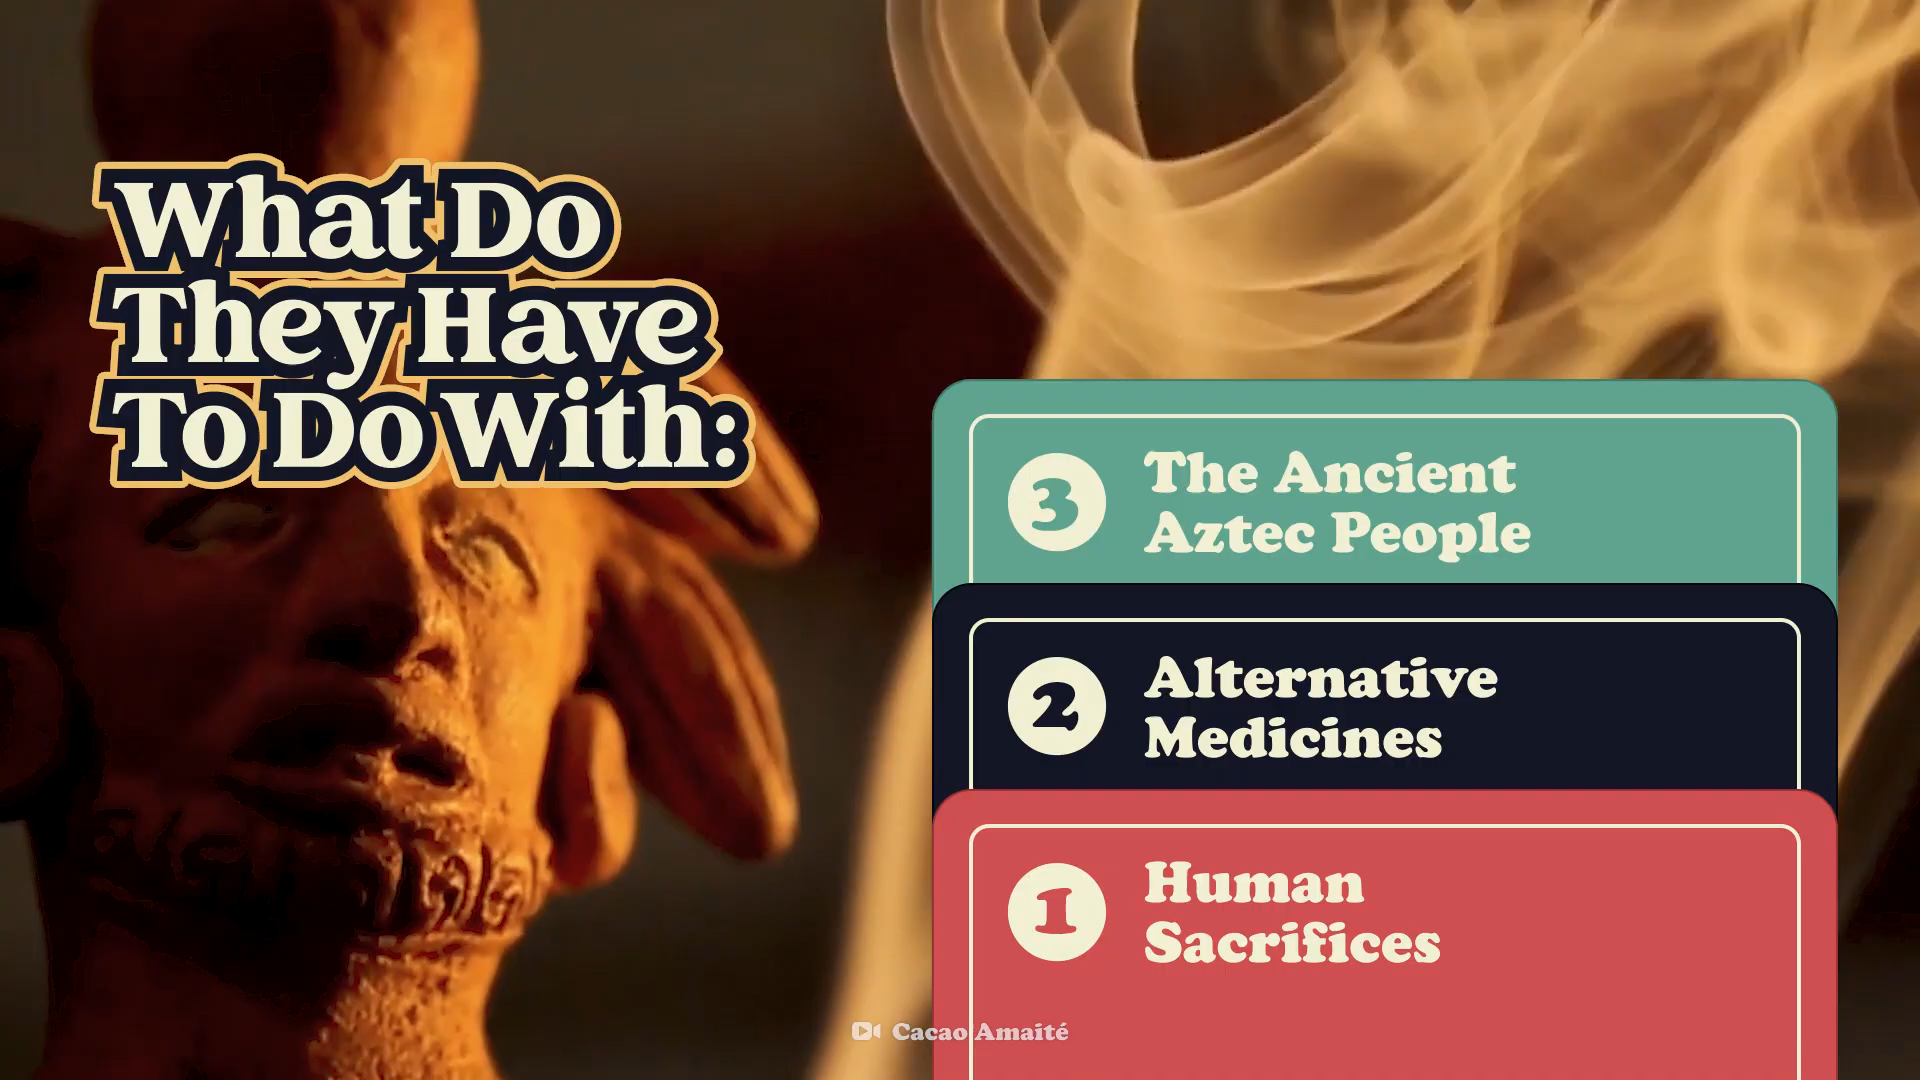 What Do
They Have
To Do With:
3
The Ancient
Aztec People
2
Alternative
Medicines
1
Human
Sacrifices
Cacao Amaité